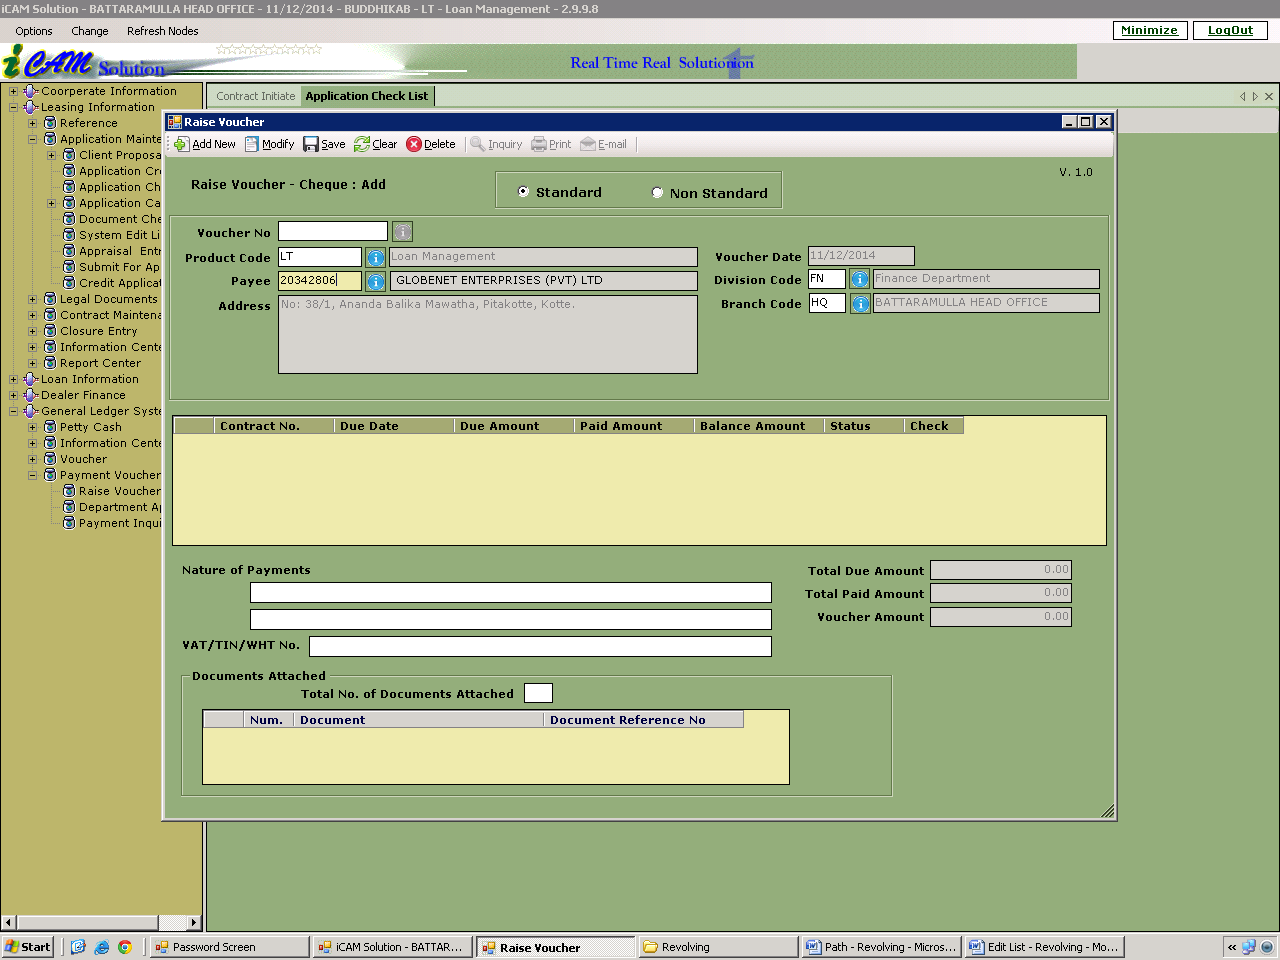 iCAM Solution - BATTARAMULLA HEAD OFFICE - 11/12/2014 - BUDDHIKAB - LT - Loan Management - 2.9.9.8
Options Change Refresh Nodes Minimize LogOut
iCAM Solution Real Time Real Solutionion
Coorperate Information
Leasing Information
Reference
Application Mainte
Client Proposa
Application Cre
Application Ch
Application Ca
Document Che
System Edit Li
Appraisal Entr
Submit For Ap
Credit Applicat
Legal Documents
Contract Maintena
Closure Entry
Information Cente
Report Center
Loan Information
Dealer Finance
General Ledger Syste
Petty Cash
Information Cente
Voucher
Payment Voucher
Raise Voucher
Department Ap
Payment Inqui
Contract Initiate Application Check List
Raise Voucher
Add New Modify Save Clear Delete Inquiry Print E-mail
V. 1.0
Raise Voucher - Cheque : Add Standard Non Standard
Voucher No
Product Code LT Loan Management Voucher Date 11/12/2014
Payee 20342806 GLOBENET ENTERPRISES (PVT) LTD Division Code FN Finance Department
Address No: 38/1, Ananda Balika Mawatha, Pitakotte, Kotte. Branch Code HQ BATTARAMULLA HEAD OFFICE
Contract No. Due Date Due Amount Paid Amount Balance Amount Status Check
Nature of Payments Total Due Amount 0.00
Total Paid Amount 0.00
Voucher Amount 0.00
VAT/TIN/WHT No.
Documents Attached
Total No. of Documents Attached
Num. Document Document Reference No
Start Password Screen iCAM Solution - BATTAR... Raise Voucher Revolving Path - Revolving - Micros... Edit List - Revolving - Mo...